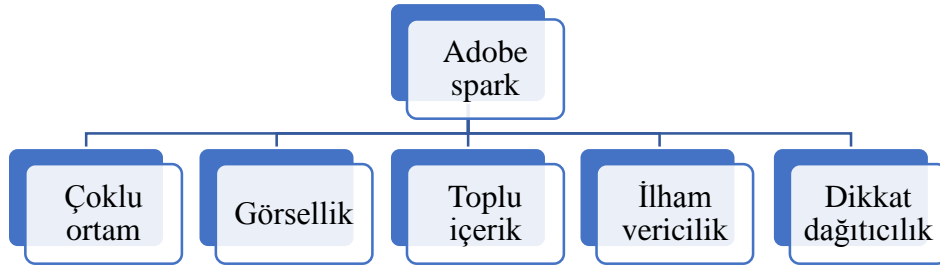 Adobe
spark
Çoklu
ortam
Görsellik
Toplu
içerik
İlham
vericilik
Dikkat
dağıtıcılık